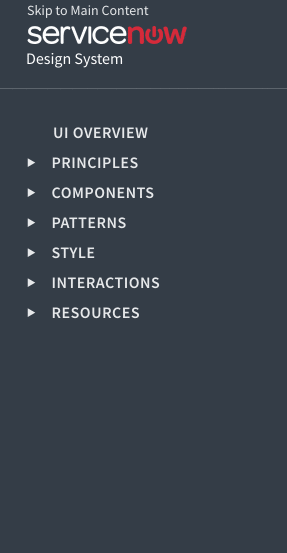 Skip to Main Content
servicenow
Design System
UI OVERVIEW
PRINCIPLES
COMPONENTS
PATTERNS
STYLE
INTERACTIONS
RESOURCES